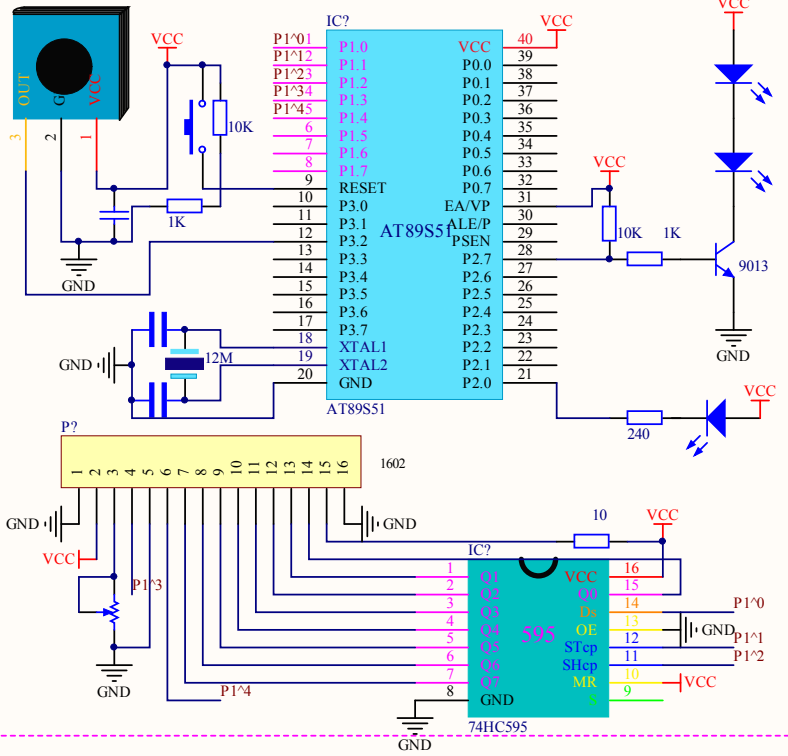 OUT
G
VCC
3
2
1
GND
VCC
10K
1K
IC?
P1^0 1 P1.0
P1^1 2 P1.1
P1^2 3 P1.2
P1^3 4 P1.3
P1^4 5 P1.4
6 P1.5
7 P1.6
8 P1.7
9 RESET
10 P3.0
11 P3.1
12 P3.2
13 P3.3
14 P3.4
15 P3.5
16 P3.6
17 P3.7
18 XTAL1
19 XTAL2
20 GND
AT89S51
VCC 40
P0.0 39
P0.1 38
P0.2 37
P0.3 36
P0.4 35
P0.5 34
P0.6 33
P0.7 32
EA/VP 31
ALE/P 30
PSEN 29
P2.7 28
P2.6 27
P2.5 26
P2.4 25
P2.3 24
P2.2 23
P2.1 22
P2.0 21
AT89S51
VCC
VCC
10K
1K
VCC
9013
GND
240
VCC
GND
12M
P?
1 2 3 4 5 6 7 8 9 10 11 12 13 14 15 16
1602
GND
VCC
P1^3
GND
P1^4
GND
10
VCC
IC?
1 Q1
2 Q2
3 Q3
4 Q4
5 Q5
6 Q6
7 Q7
8 GND
595
VCC 16
Q0 15
Ds 14 P1^0
OE 13 GND
STcp 12 P1^1
SHcp 11 P1^2
MR 10 VCC
S 9
74HC595
GND